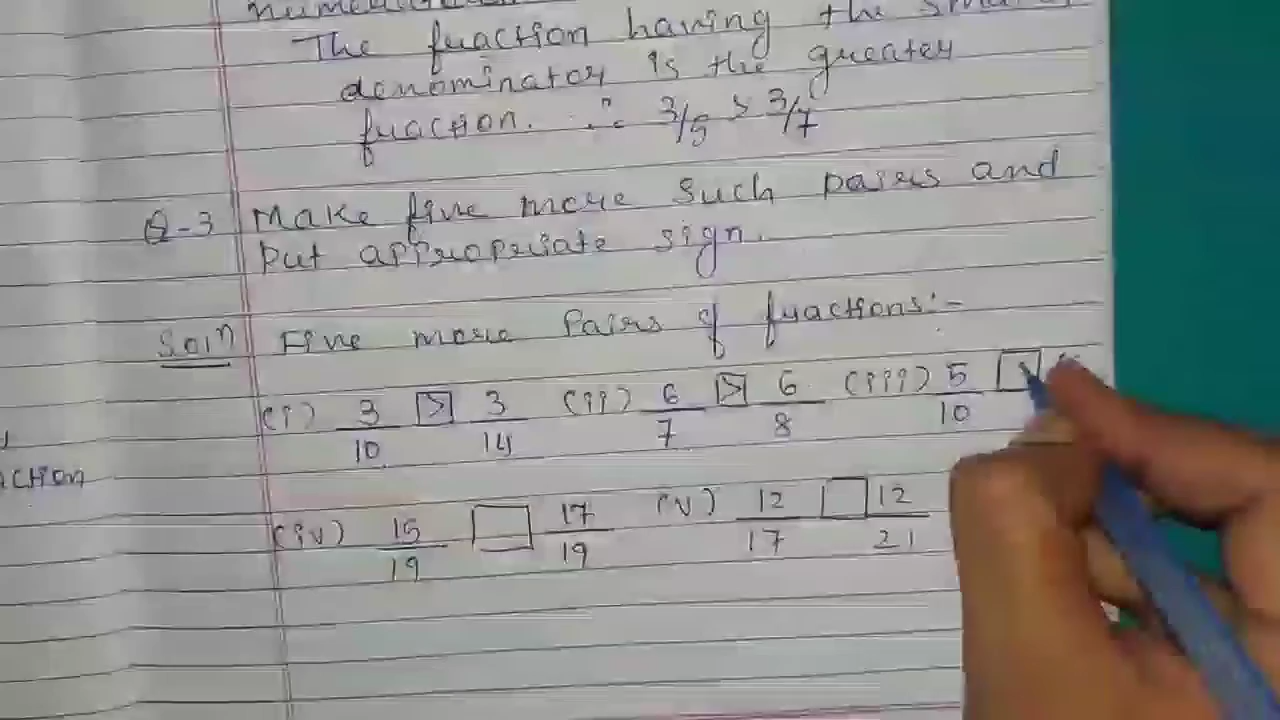 The fraction having the
denominator is the greater
fraction. ∴ 3/5 > 3/7
Q-3 Make five more such pairs and
put appropriate sign.
Soln Five more Pairs of fractions:-
(i) 3/10 > 3/14 (ii) 6/7 > 6/8 (iii) 5/10
ction
(iv) 15/19 □ 17/19 (v) 12/17 □ 12/21